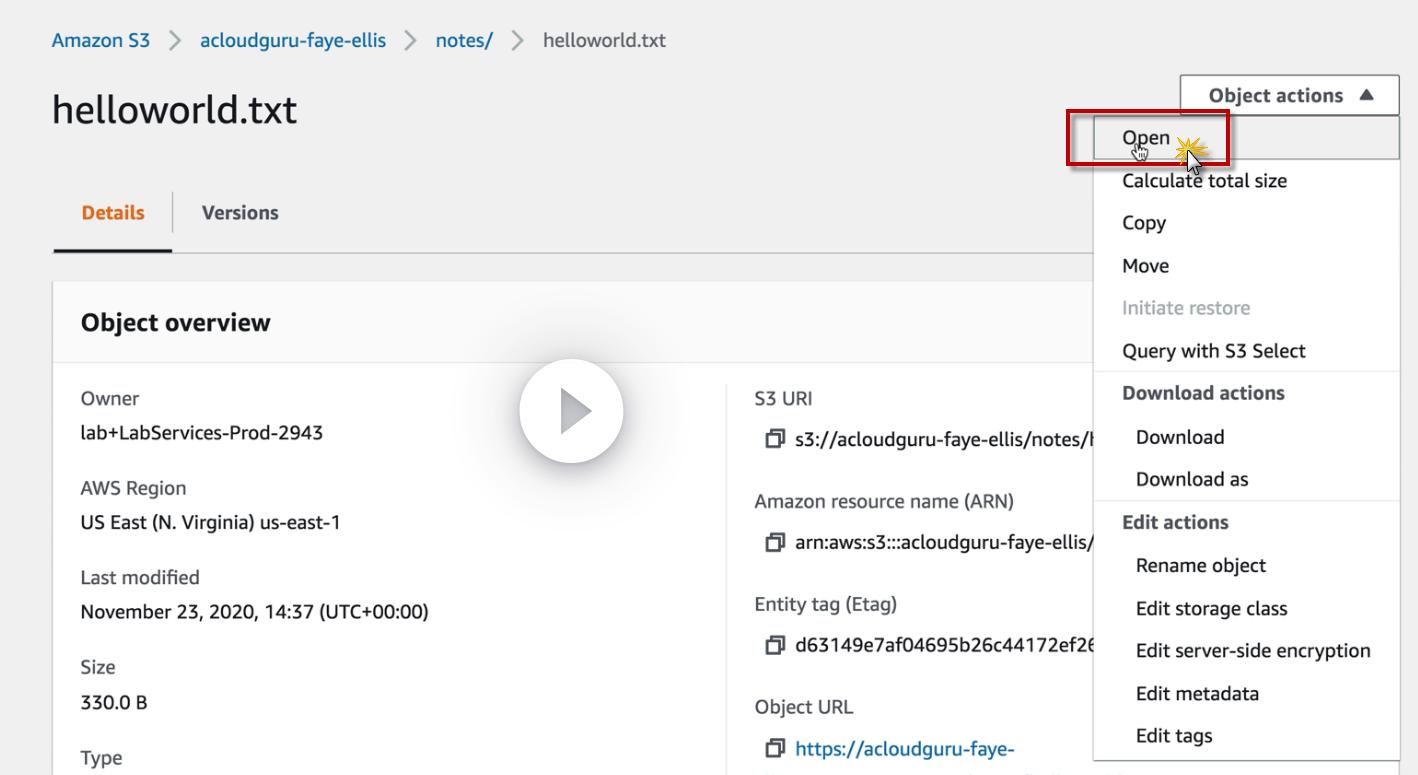 Amazon S3 > acloudguru-faye-ellis > notes/ > helloworld.txt
helloworld.txt
Object actions
Open
Calculate total size
Copy
Move
Initiate restore
Query with S3 Select
Download actions
Download
Download as
Edit actions
Rename object
Edit storage class
Edit server-side encryption
Edit metadata
Edit tags
Details
Versions
Object overview
Owner
lab+LabServices-Prod-2943
AWS Region
US East (N. Virginia) us-east-1
Last modified
November 23, 2020, 14:37 (UTC+00:00)
Size
330.0 B
Type
S3 URI
s3://acloudguru-faye-ellis/notes/
Amazon resource name (ARN)
arn:aws:s3:::acloudguru-faye-ellis/
Entity tag (Etag)
d63149e7af04695b26c44172ef26
Object URL
https://acloudguru-faye-